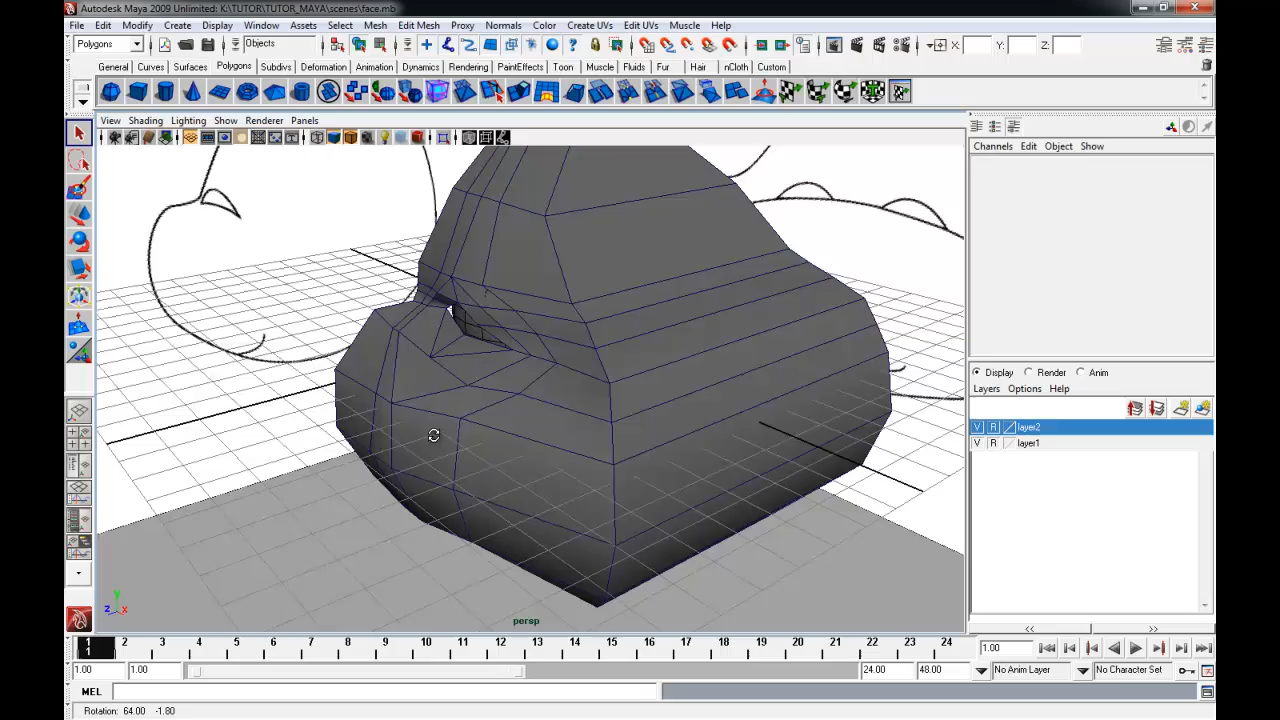 Autodesk Maya 2009 Unlimited: K:\TUTOR\TUTOR_MAYA\scenes\face.mb
File Edit Modify Create Display Window Assets Select Mesh Edit Mesh Proxy Normals Color Create UVs Edit UVs Muscle Help
Polygons Objects X: Y: Z:
General Curves Surfaces Polygons Subdivs Deformation Animation Dynamics Rendering PaintEffects Toon Muscle Fluids Fur Hair nCloth Custom
View Shading Lighting Show Renderer Panels
Channels Edit Object Show
Display Render Anim
Layers Options Help
V R layer2
V R layer1
y
z x
persp
1 2 3 4 5 6 7 8 9 10 11 12 13 14 15 16 17 18 19 20 21 22 23 24
1
1.00
1.00 1.00 24.00 48.00 No Anim Layer No Character Set
MEL
Rotation: 64.00 -1.80